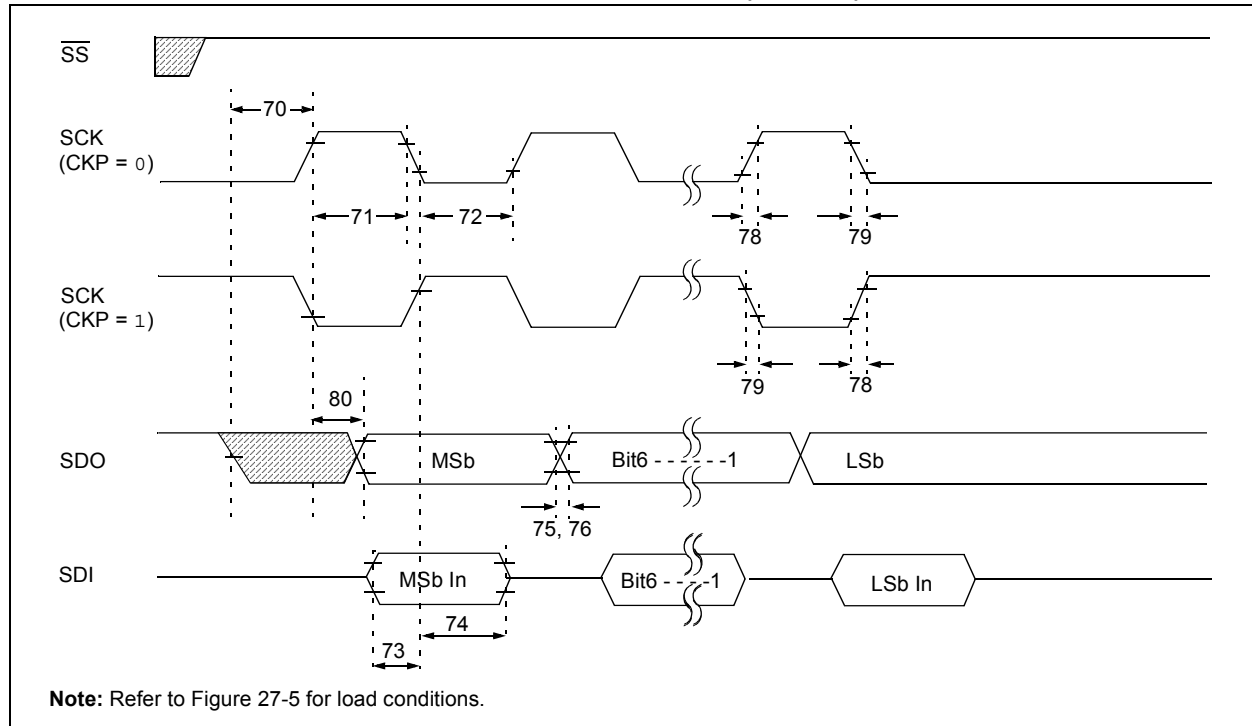 SS
70
SCK
(CKP = 0)
71
72
78
79
SCK
(CKP = 1)
79
78
80
SDO
MSb
Bit6 - - - - - -1
LSb
75, 76
SDI
MSb In
Bit6 - - - -1
LSb In
74
73
Note: Refer to Figure 27-5 for load conditions.